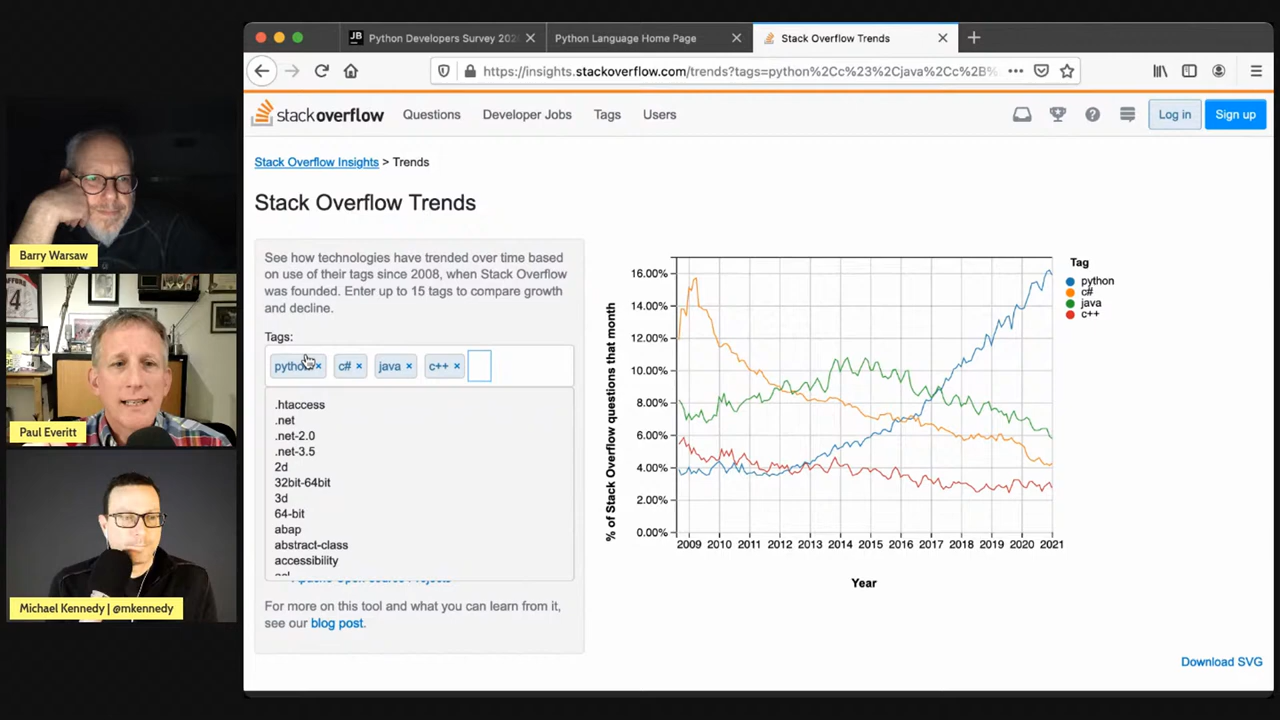 Barry Warsaw
Paul Everitt
Michael Kennedy | @mkennedy
JB Python Developers Survey 202
Python Language Home Page
Stack Overflow Trends
https://insights.stackoverflow.com/trends?tags=python%2Cc%23%2Cjava%2Cc%2B%
stackoverflow
Questions
Developer Jobs
Tags
Users
Log in
Sign up
Stack Overflow Insights > Trends
Stack Overflow Trends
See how technologies have trended over time based
on use of their tags since 2008, when Stack Overflow
was founded. Enter up to 15 tags to compare growth
and decline.
Tags:
python × c# × java × c++ ×
.htaccess
.net
.net-2.0
.net-3.5
2d
32bit-64bit
3d
64-bit
abap
abstract-class
accessibility
For more on this tool and what you can learn from it,
see our blog post.
% of Stack Overflow questions that month
16.00%
14.00%
12.00%
10.00%
8.00%
6.00%
4.00%
2.00%
0.00%
2009 2010 2011 2012 2013 2014 2015 2016 2017 2018 2019 2020 2021
Year
Tag
python
c#
java
c++
Download SVG